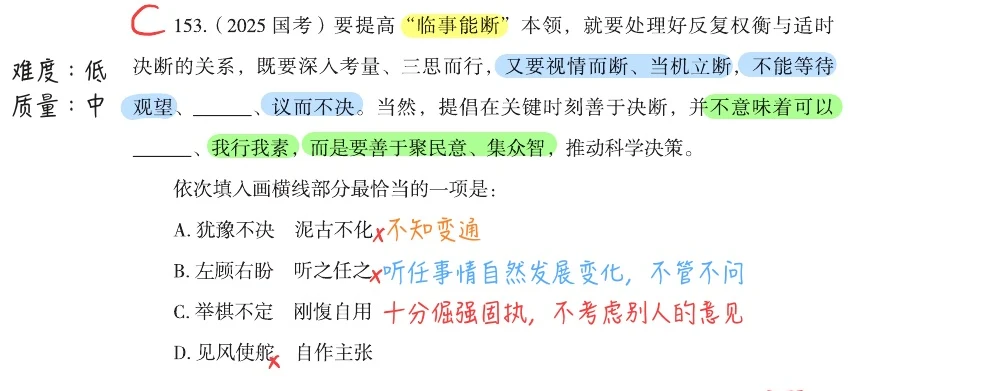 C 153.（2025 国考）要提高“临事能断”本领，就要处理好反复权衡与适时
难度：低 决断的关系，既要深入考量、三思而行，又要视情而断、当机立断，不能等待
质量：中 观望、______、议而不决。当然，提倡在关键时刻善于决断，并不意味着可以
______、我行我素，而是要善于聚民意、集众智，推动科学决策。
依次填入画横线部分最恰当的一项是：
A. 犹豫不决 泥古不化x不知变通
B. 左顾右盼 听之任之x听任事情自然发展变化，不管不问
C. 举棋不定 刚愎自用 十分倔强固执，不考虑别人的意见
D. 见风使舵x 自作主张